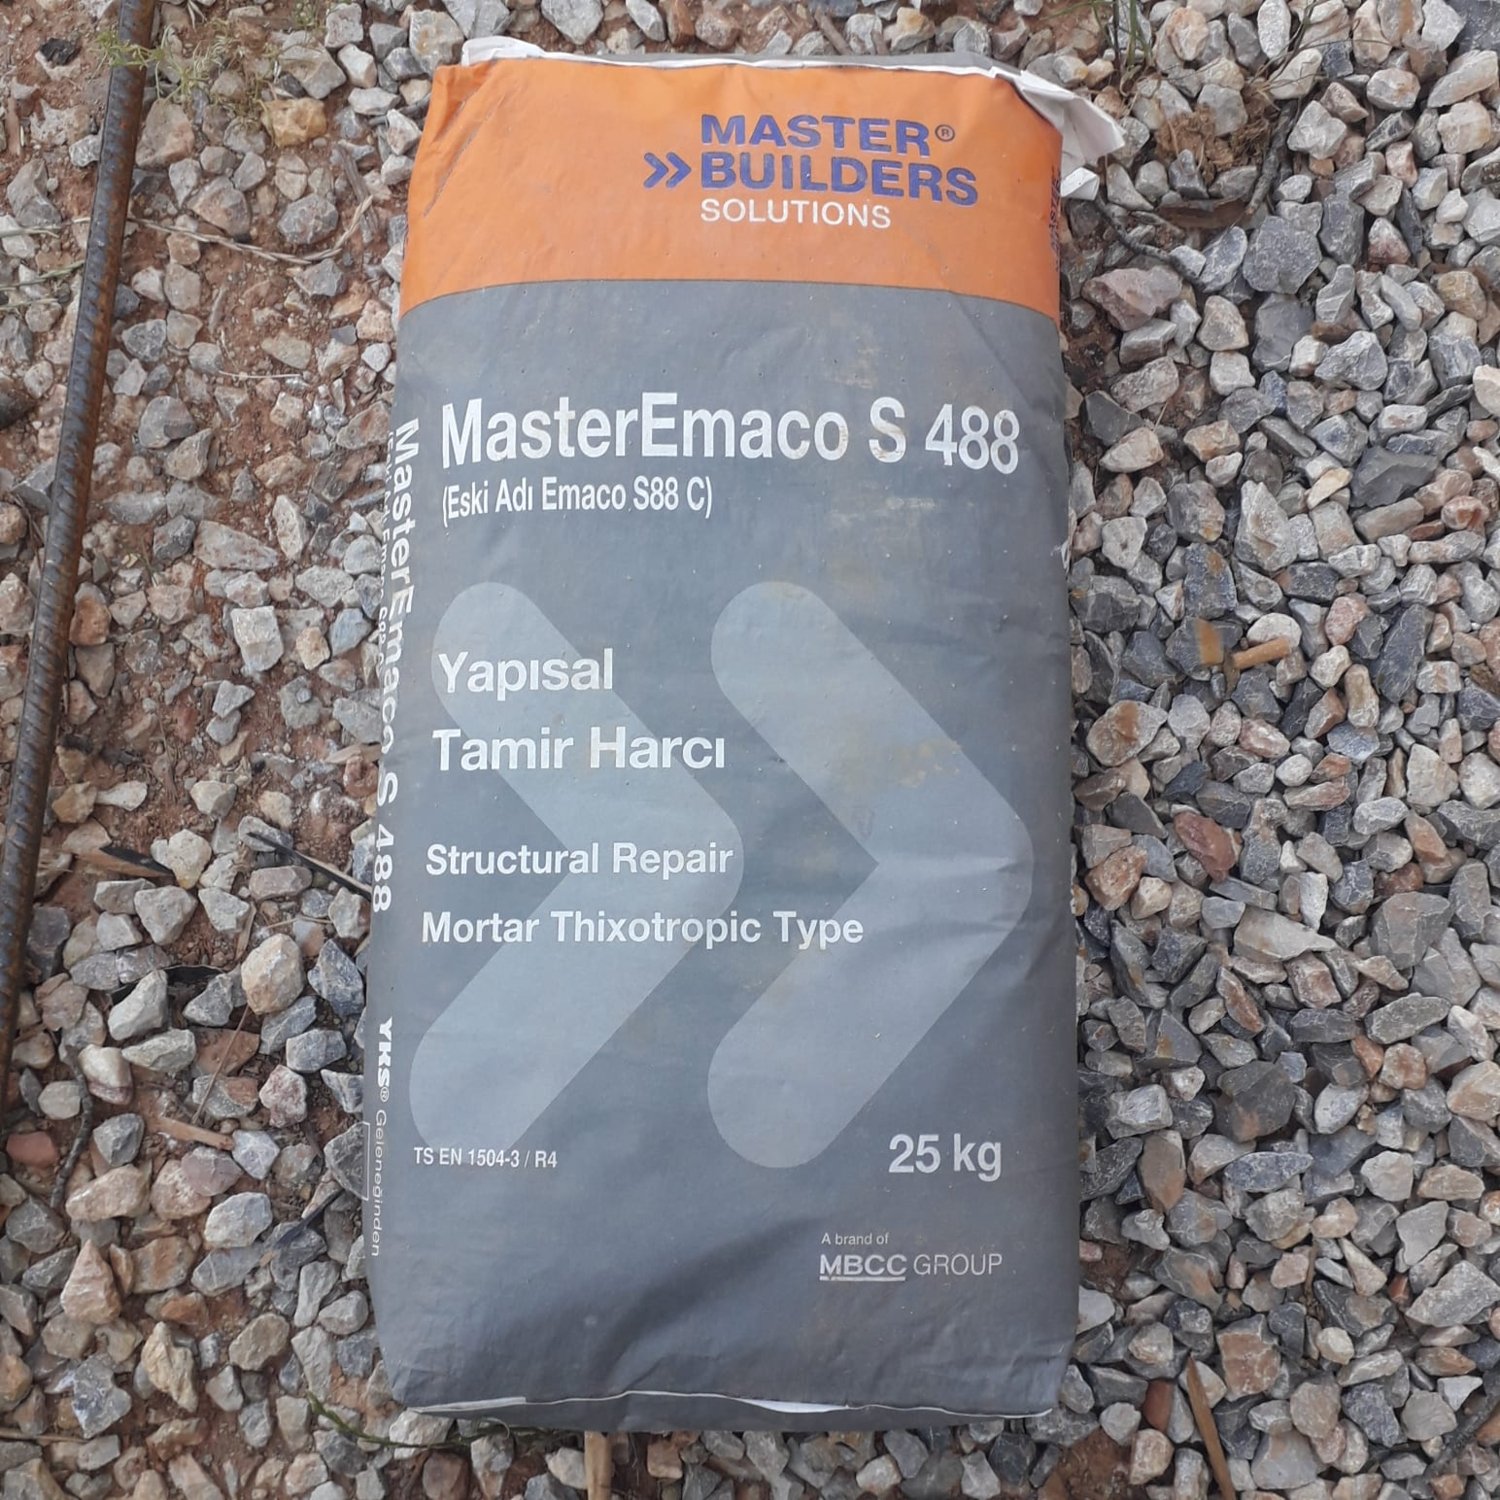 MASTER®
BUILDERS
SOLUTIONS
MasterEmaco S 488
(Eski Adı Emaco S88 C)
Yapısal
Tamir Harcı
Structural Repair
Mortar Thixotropic Type
TS EN 1504-3 / R4
25 kg
A brand of
MBCC GROUP
MasterEmaco S 488
YKS® Geleneğinden